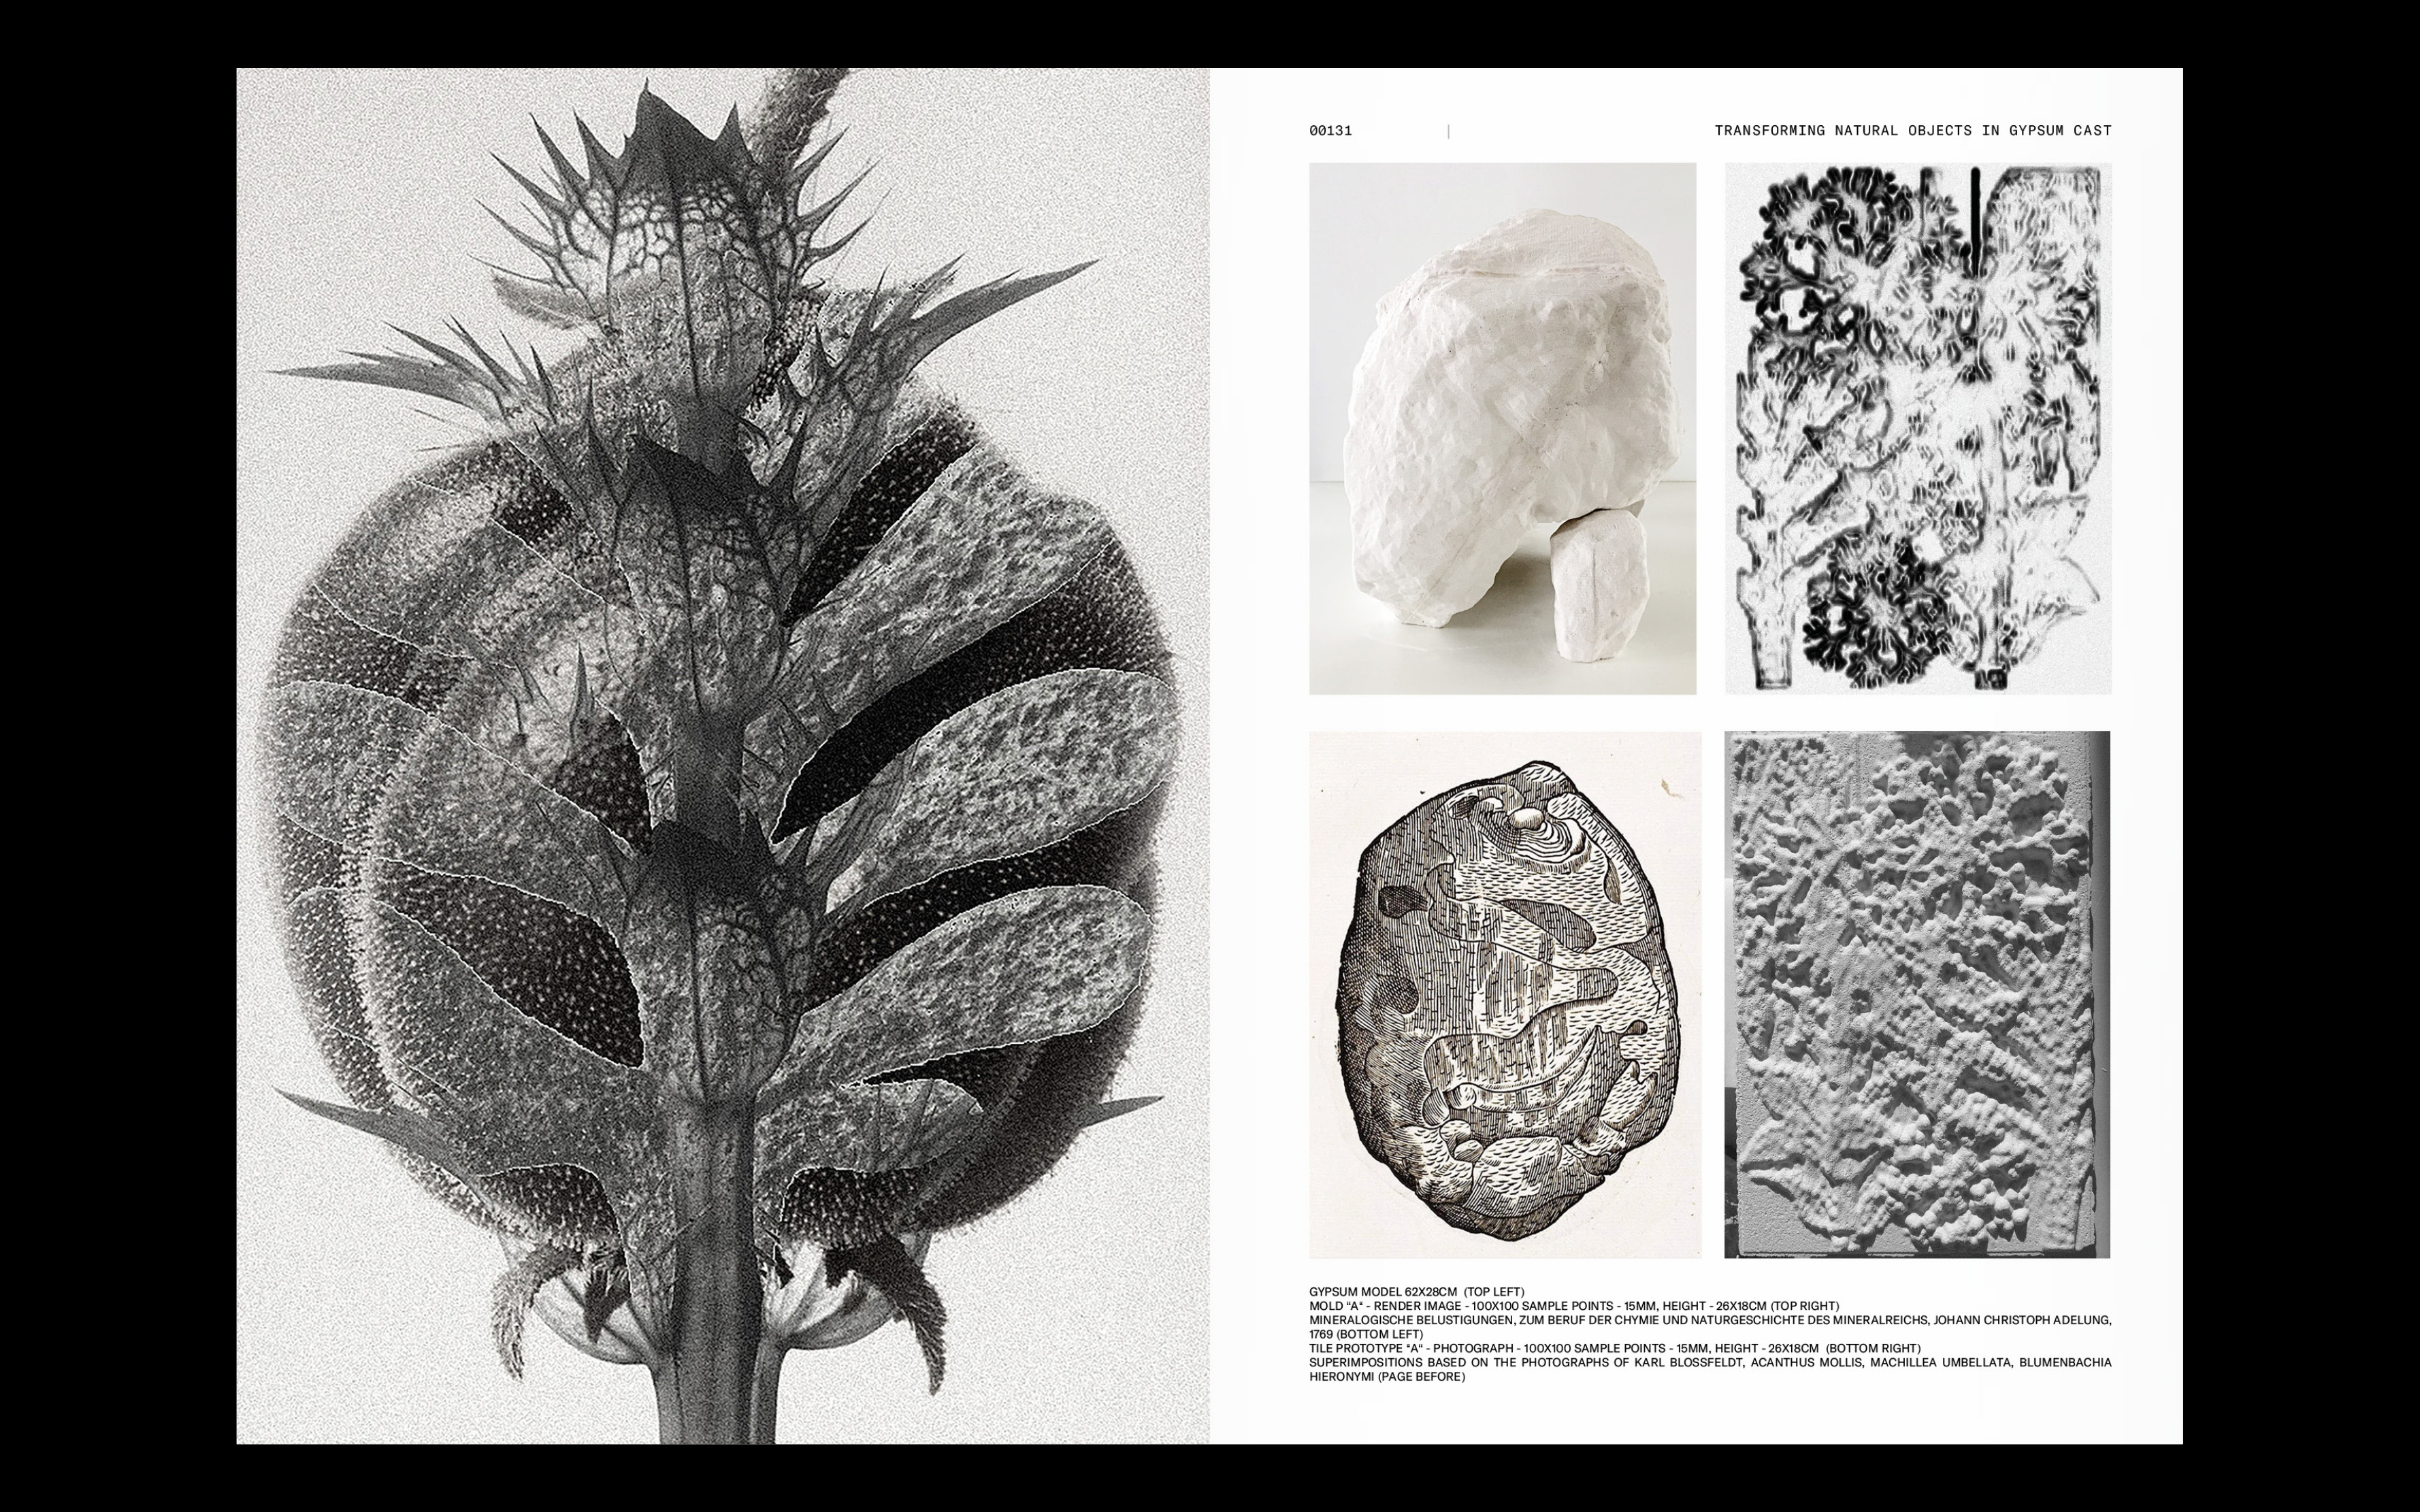 00131
TRANSFORMING NATURAL OBJECTS IN GYPSUM CAST
GYPSUM MODEL 62X28CM (TOP LEFT)
MOLD "A" - RENDER IMAGE - 100X100 SAMPLE POINTS - 15MM, HEIGHT - 26X18CM (TOP RIGHT)
MINERALOGISCHE BELUSTIGUNGEN, ZUM BERUF DER CHYMIE UND NATURGESCHICHTE DES MINERALREICHS, JOHANN CHRISTOPH ADELUNG,
1769 (BOTTOM LEFT)
TILE PROTOTYPE "A" - PHOTOGRAPH - 100X100 SAMPLE POINTS - 15MM, HEIGHT - 26X18CM (BOTTOM RIGHT)
SUPERIMPOSITIONS BASED ON THE PHOTOGRAPHS OF KARL BLOSSFELDT, ACANTHUS MOLLIS, MACHILLEA UMBELLATA, BLUMENBACHIA
HIERONYMI (PAGE BEFORE)